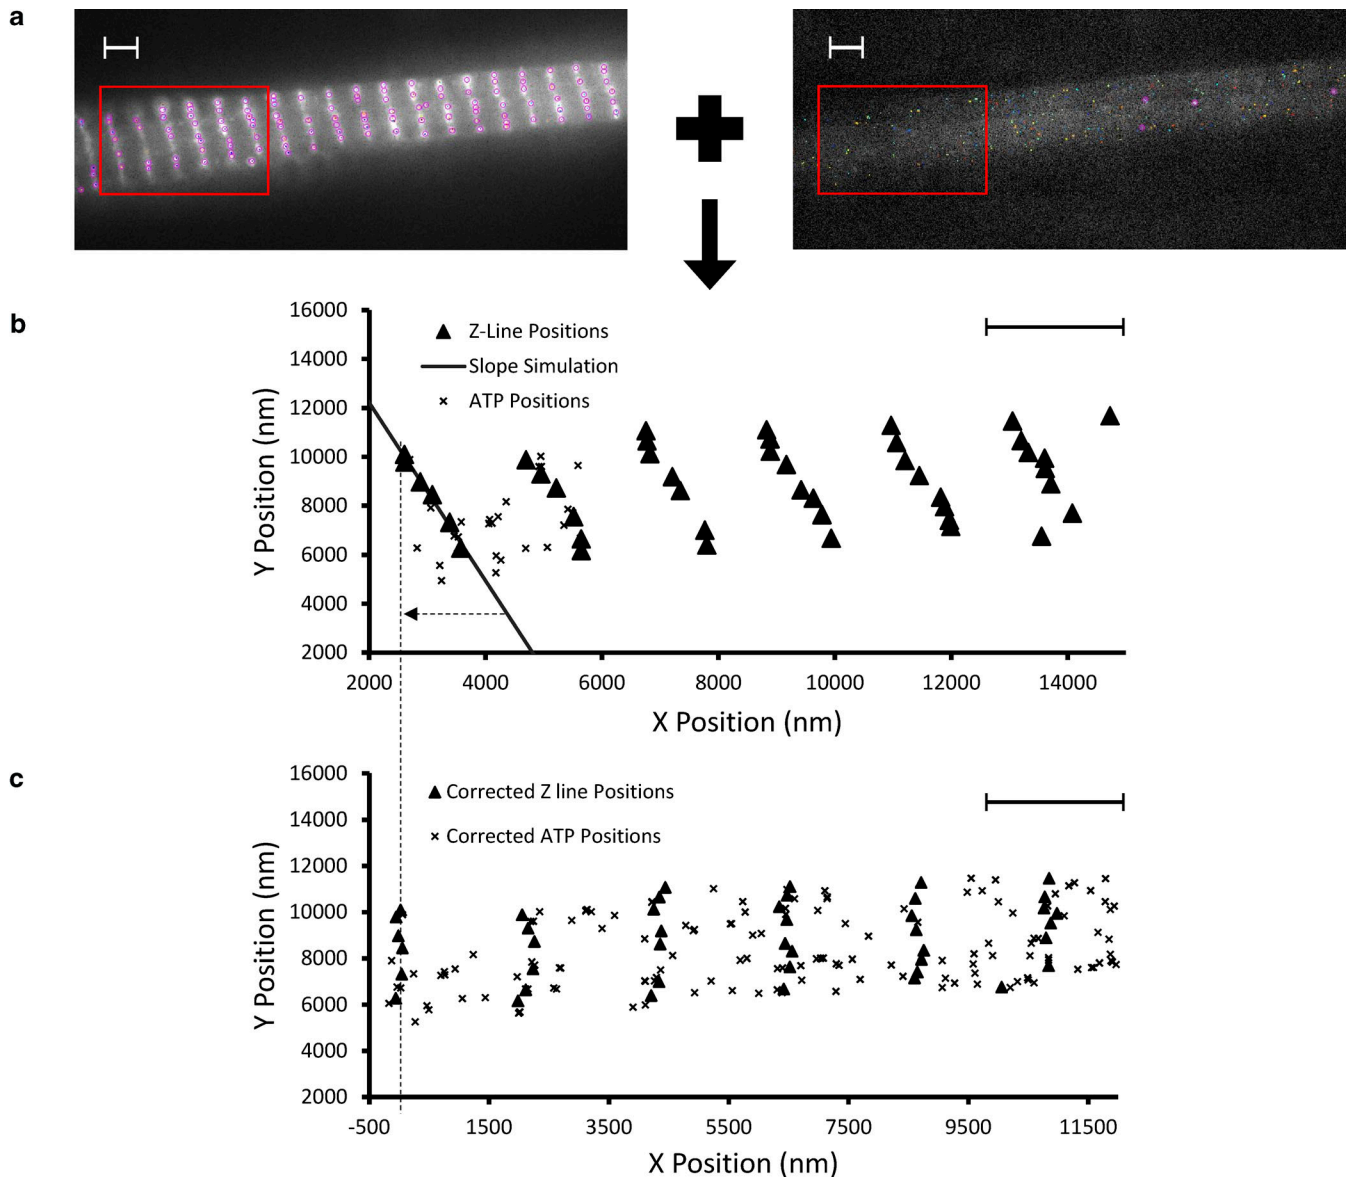 a
b
16000
14000
12000
10000
8000
6000
4000
2000
Y Position (nm)
Z-Line Positions
Slope Simulation
ATP Positions
2000
4000
6000
8000
10000
12000
14000
X Position (nm)
c
16000
14000
12000
10000
8000
6000
4000
2000
Y Position (nm)
Corrected Z line Positions
Corrected ATP Positions
-500
1500
3500
5500
7500
9500
11500
X Position (nm)